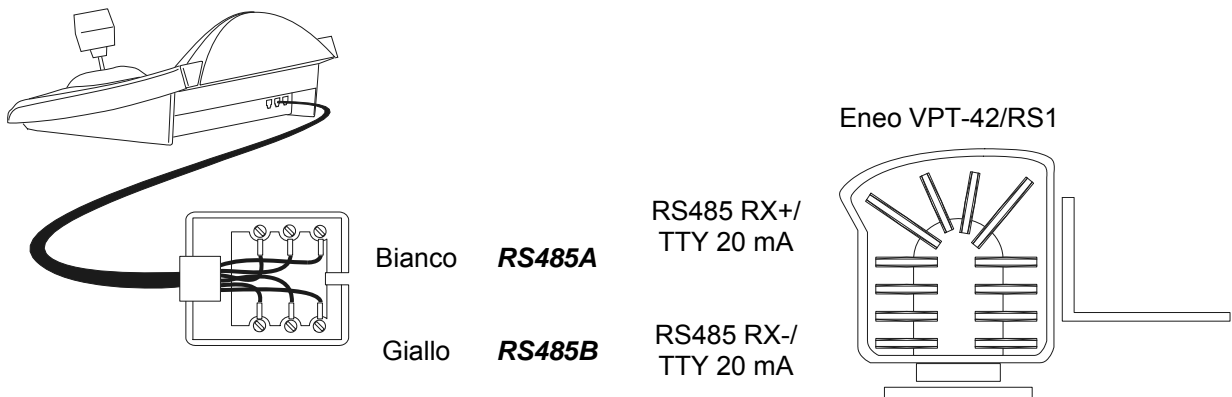 Eneo VPT-42/RS1
RS485 RX+/
TTY 20 mA
Bianco RS485A
Giallo RS485B
RS485 RX-/
TTY 20 mA